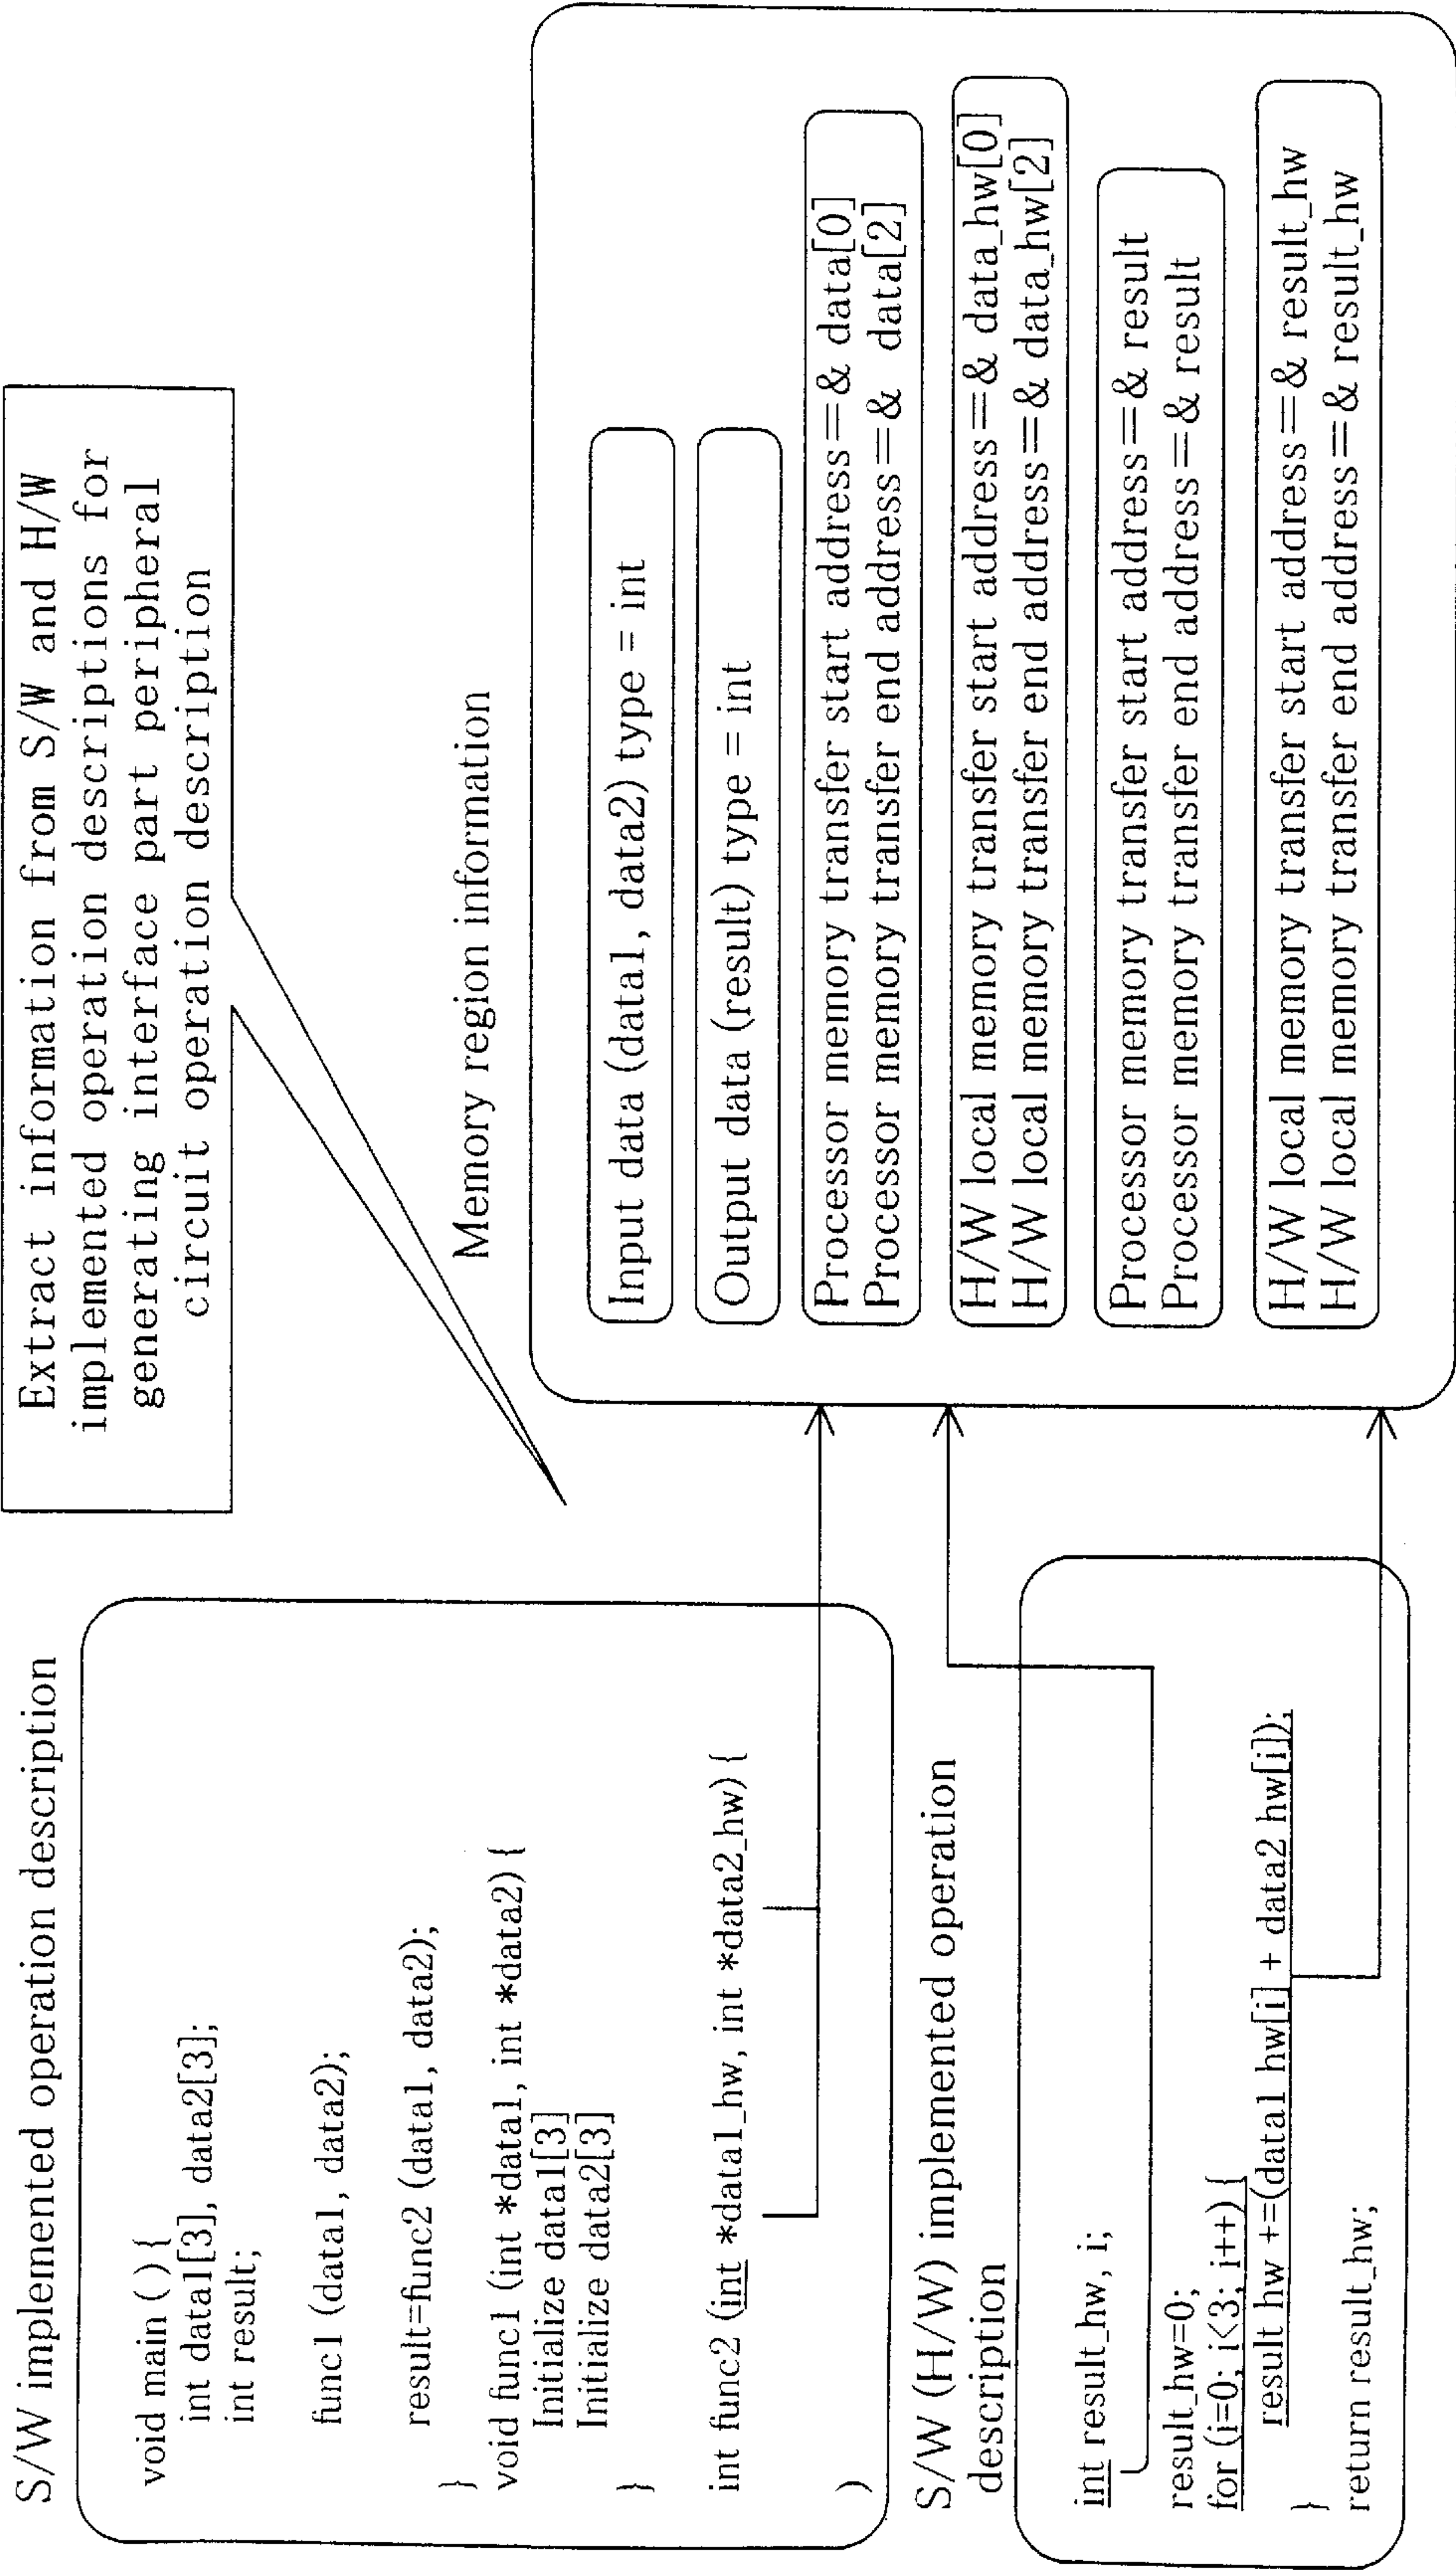 Extract information from S/W and H/W
implemented operation descriptions for
generating interface part peripheral
circuit operation description
S/W implemented operation description
void main ( ) {
int data1[3], data2[3];
int result;
func1 (data1, data2);
result=func2 (data1, data2);
}
void func1 (int *data1, int *data2) {
Initialize data1[3]
Initialize data2[3]
}
int func2 (int *data1_hw, int *data2_hw) {
)
S/W (H/W) implemented operation
description
int result_hw, i;
result_hw=0;
for (i=0; i<3; i++) {
result hw +=(data1 hw[i] + data2 hw[i]);
}
return result_hw;
Memory region information
Input data (data1, data2) type = int
Output data (result) type = int
Processor memory transfer start address=& data[0]
Processor memory transfer end address=& data[2]
H/W local memory transfer start address=& data_hw[0]
H/W local memory transfer end address=& data_hw[2]
Processor memory transfer start address=& result
Processor memory transfer end address=& result
H/W local memory transfer start address=& result_hw
H/W local memory transfer end address=& result_hw